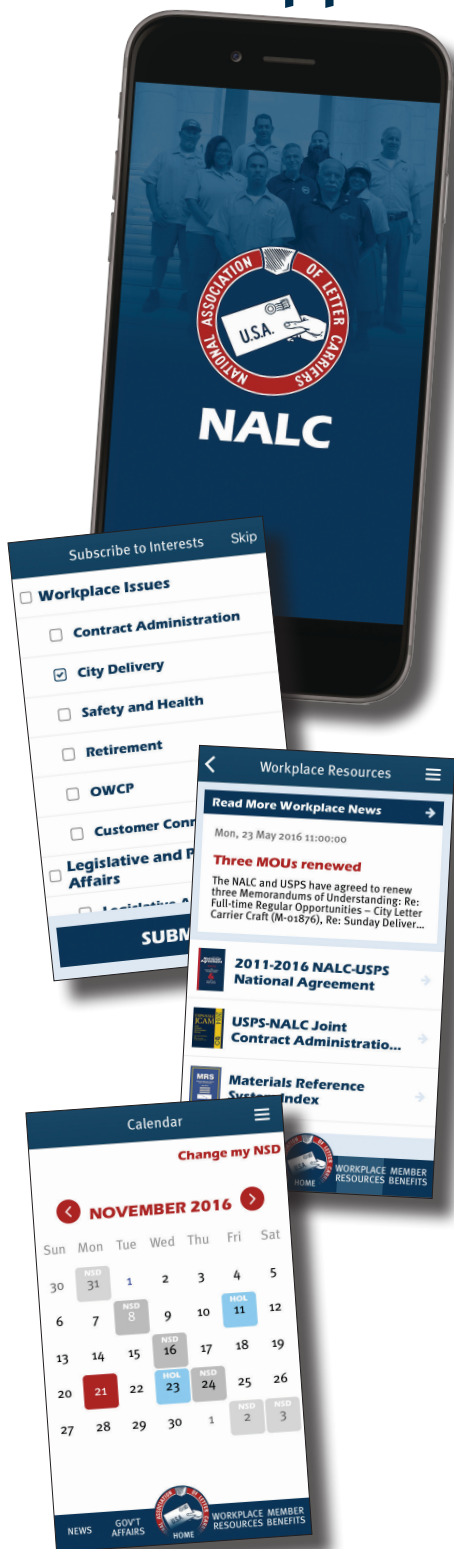 NATIONAL ASSOCIATION OF LETTER CARRIERS
U.S.A.
NALC
Subscribe to Interests Skip
Workplace Issues
Contract Administration
City Delivery
Safety and Health
Retirement
OWCP
Customer Conn
Legislative and P
Affairs
SUBM
Workplace Resources
Read More Workplace News
Mon, 23 May 2016 11:00:00
Three MOUs renewed
The NALC and USPS have agreed to renew
three Memorandums of Understanding: Re:
Full-time Regular Opportunities – City Letter
Carrier Craft (M-01876), Re: Sunday Deliver...
2011-2016 NALC-USPS
National Agreement
JCAM
USPS-NALC Joint
Contract Administratio...
MRS
Materials Reference
System Index
HOME
WORKPLACE RESOURCES
MEMBER BENEFITS
Calendar
Change my NSD
NOVEMBER 2016
Sun Mon Tue Wed Thu Fri Sat
30 NSD 31 1 2 3 4 5
6 7 NSD 8 9 10 HOL 11 12
13 14 15 NSD 16 17 18 19
20 21 22 HOL 23 NSD 24 25 26
27 28 29 30 1 NSD 2 NSD 3
NEWS
GOV'T AFFAIRS
U.S.A.
HOME
WORKPLACE RESOURCES
MEMBER BENEFITS